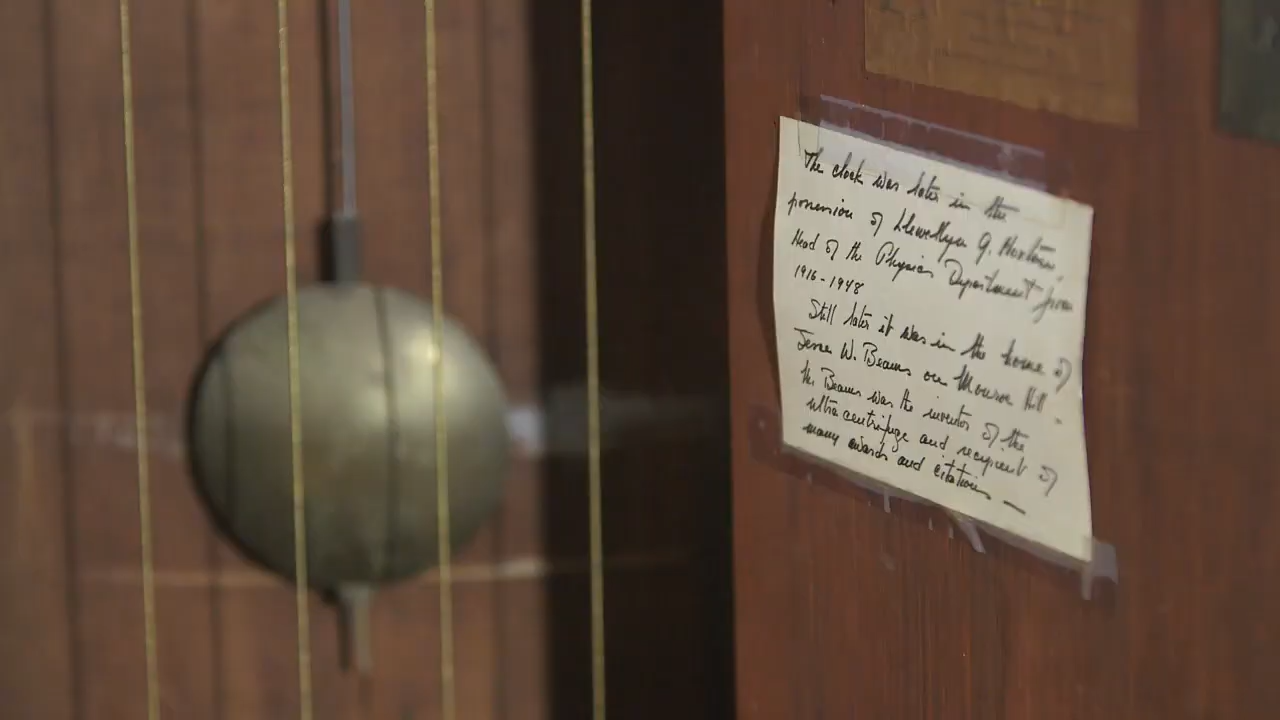 The clock was later in the
possession of Llewellyn G. Hoxton,
Head of the Physics Department from
1916-1948
Still later it was in the home of
Jesse W. Beams on Monroe Hill.
Mr. Beams was the inventor of the
ultracentrifuge and recipient of
many awards and citations —